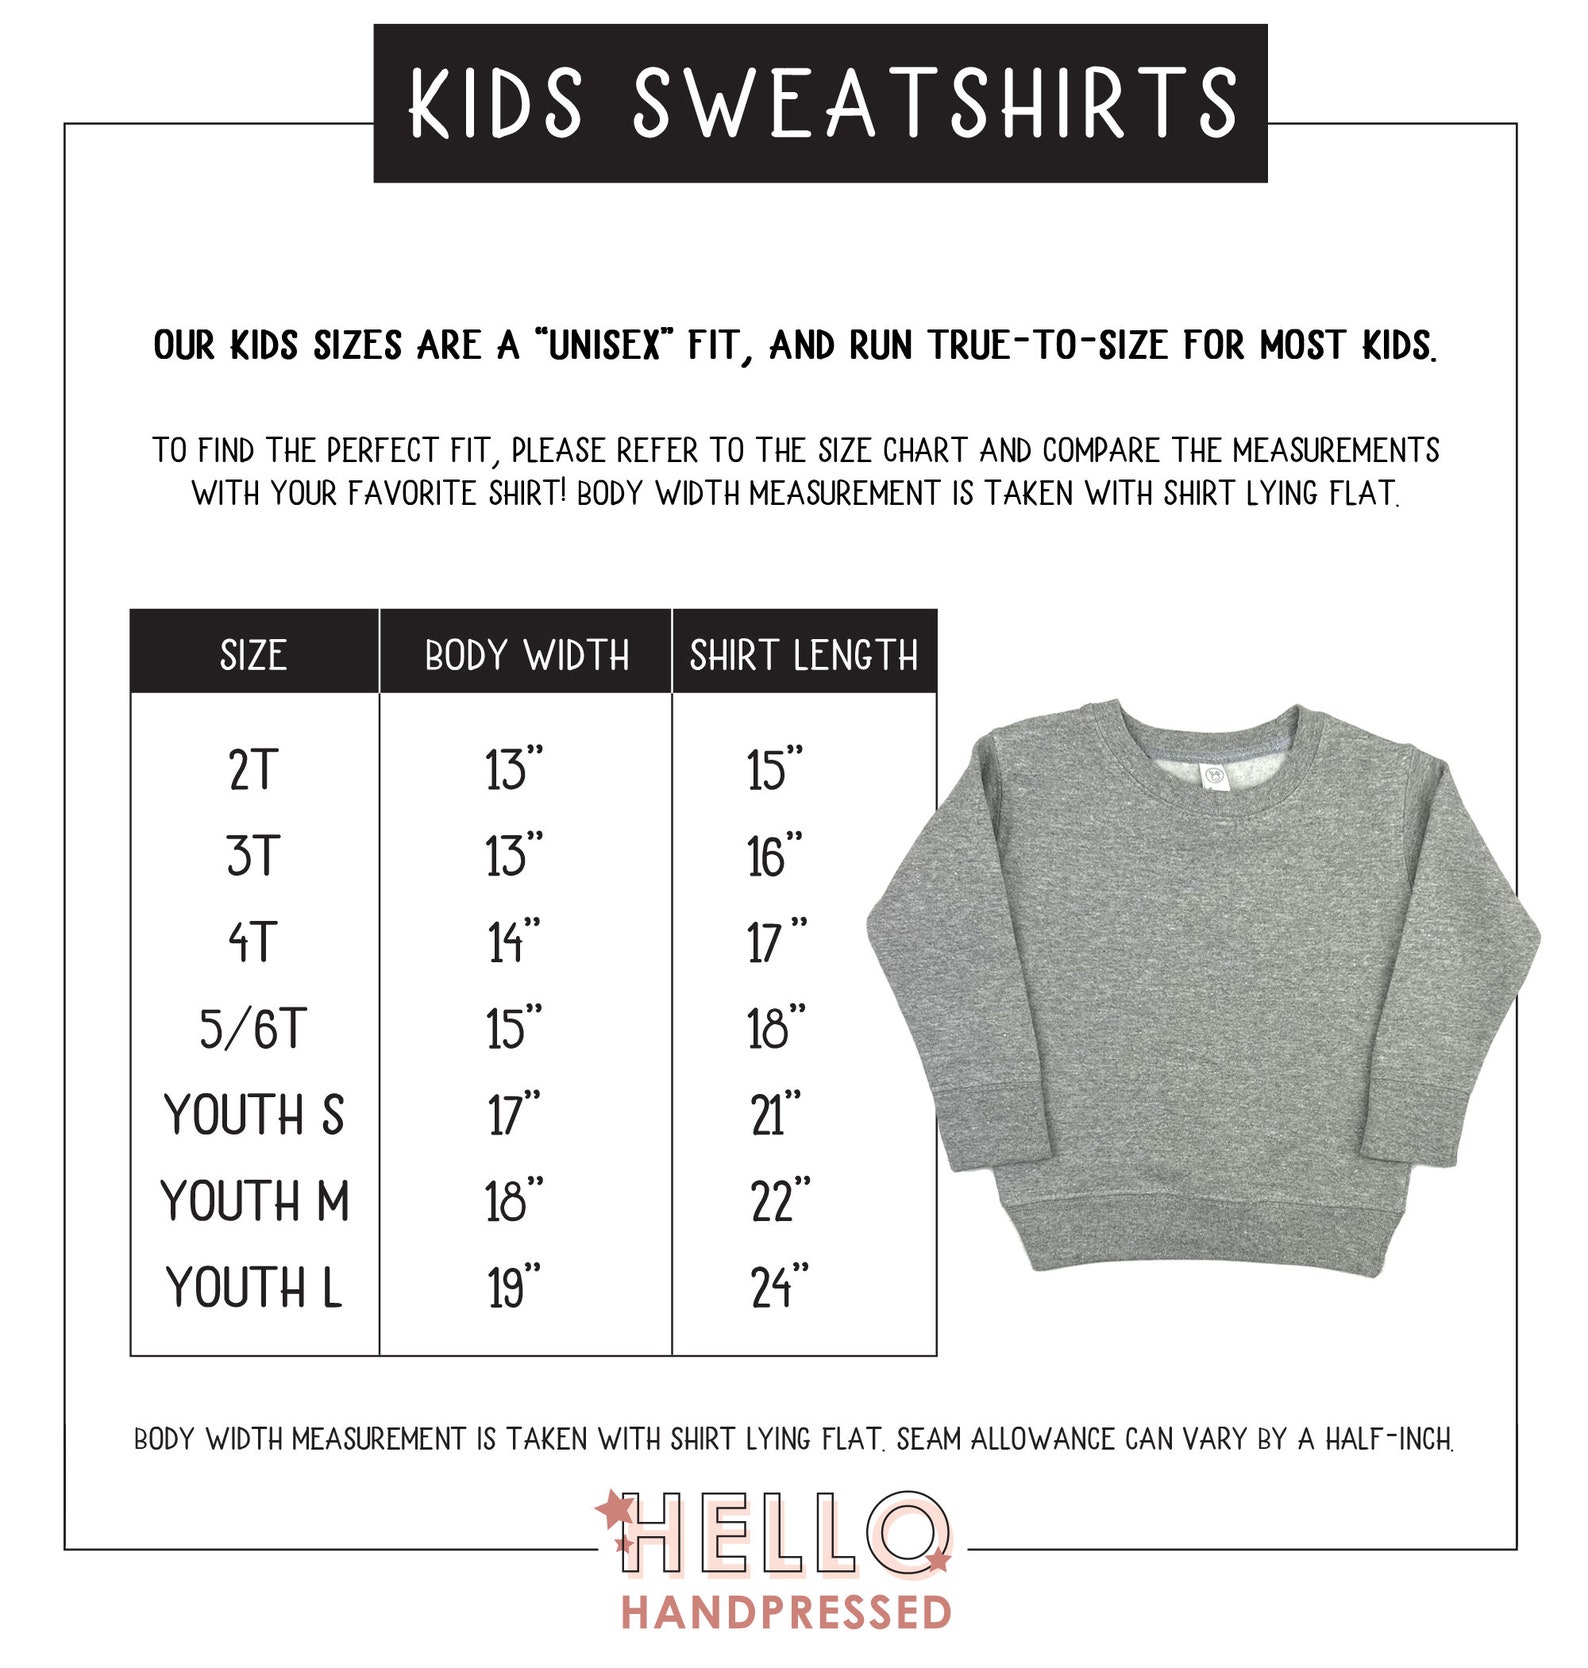 KIDS SWEATSHIRTS
OUR KIDS SIZES ARE A “UNISEX” FIT, AND RUN TRUE-TO-SIZE FOR MOST KIDS.
TO FIND THE PERFECT FIT, PLEASE REFER TO THE SIZE CHART AND COMPARE THE MEASUREMENTS
WITH YOUR FAVORITE SHIRT! BODY WIDTH MEASUREMENT IS TAKEN WITH SHIRT LYING FLAT.
SIZE BODY WIDTH SHIRT LENGTH
2T 13” 15”
3T 13” 16”
4T 14” 17”
5/6T 15” 18”
YOUTH S 17” 21”
YOUTH M 18” 22”
YOUTH L 19” 24”
BODY WIDTH MEASUREMENT IS TAKEN WITH SHIRT LYING FLAT. SEAM ALLOWANCE CAN VARY BY A HALF-INCH.
HELLO
HANDPRESSED